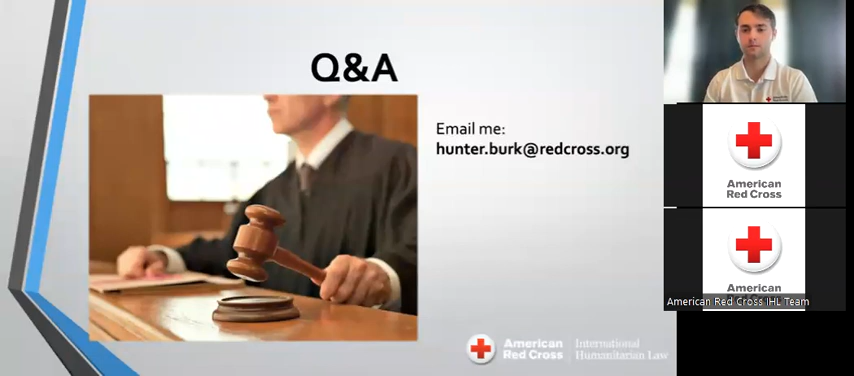 Q&A
Email me:
hunter.burk@redcross.org
American
Red Cross
International
Humanitarian Law
American
Red Cross
American
American Red Cross IHL Team